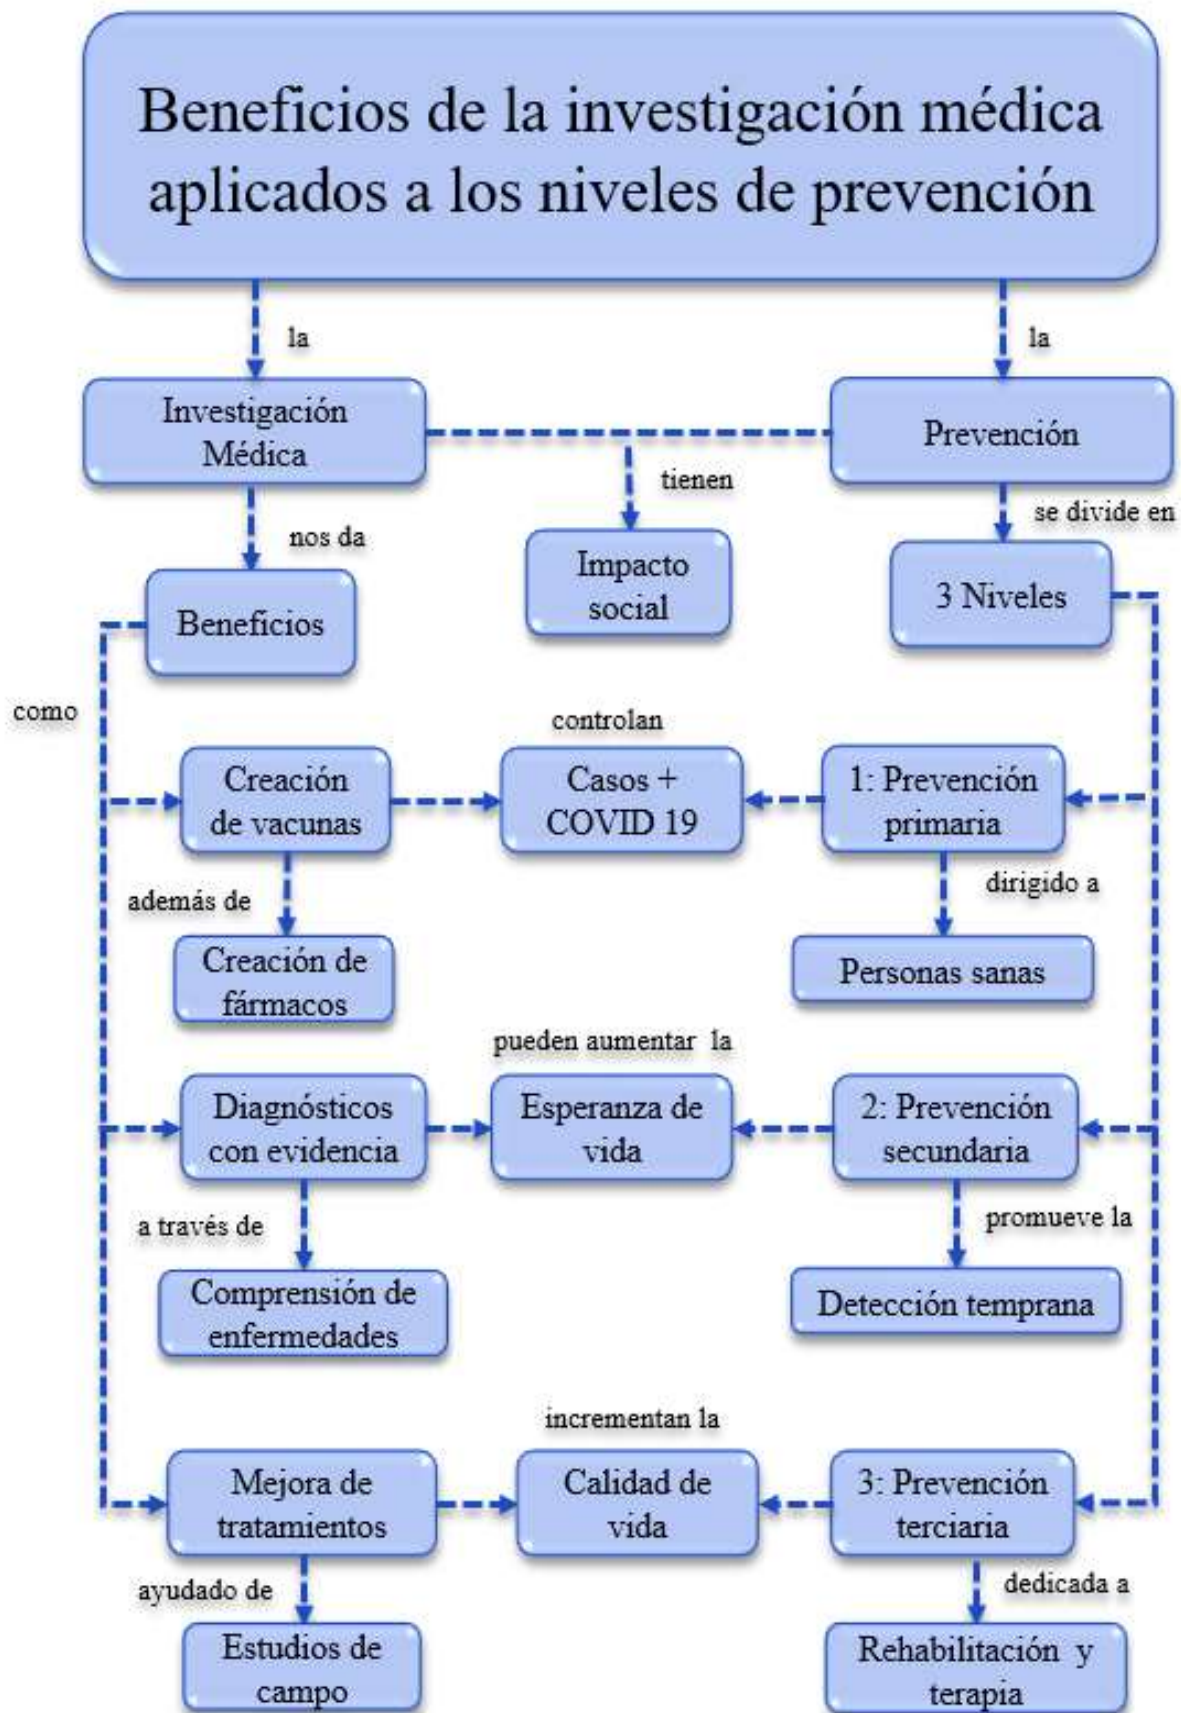 Beneficios de la investigación médica
aplicados a los niveles de prevención
la
la
Investigación
Médica
Prevención
tienen
se divide en
nos da
Impacto
social
3 Niveles
Beneficios
como
controlan
Creación
de vacunas
Casos +
COVID 19
1: Prevención
primaria
además de
dirigido a
Creación de
fármacos
Personas sanas
pueden aumentar la
Diagnósticos
con evidencia
Esperanza de
vida
2: Prevención
secundaria
a través de
promueve la
Comprensión de
enfermedades
Detección temprana
incrementan la
Mejora de
tratamientos
Calidad de
vida
3: Prevención
terciaria
ayudado de
dedicada a
Estudios de
campo
Rehabilitación y
terapia